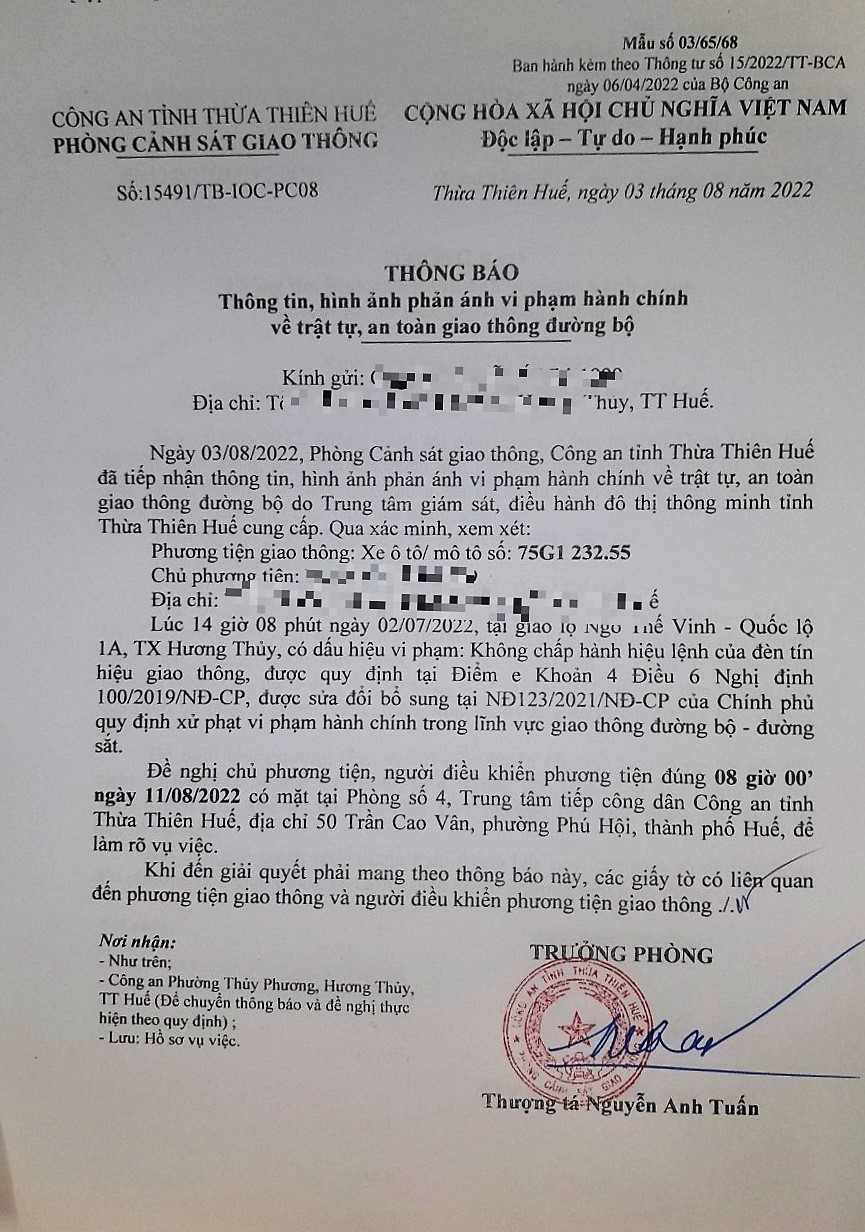 Mẫu số 03/65/68
Ban hành kèm theo Thông tư số 15/2022/TT-BCA
ngày 06/04/2022 của Bộ Công an
CÔNG AN TỈNH THỪA THIÊN HUẾ
PHÒNG CẢNH SÁT GIAO THÔNG
CỘNG HÒA XÃ HỘI CHỦ NGHĨA VIỆT NAM
Độc lập – Tự do – Hạnh phúc
Số:15491/TB-IOC-PC08
Thừa Thiên Huế, ngày 03 tháng 08 năm 2022
THÔNG BÁO
Thông tin, hình ảnh phản ánh vi phạm hành chính
về trật tự, an toàn giao thông đường bộ
Kính gửi:
Địa chỉ: Thủy, TT Huế.
Ngày 03/08/2022, Phòng Cảnh sát giao thông, Công an tỉnh Thừa Thiên Huế
đã tiếp nhận thông tin, hình ảnh phản ánh vi phạm hành chính về trật tự, an toàn
giao thông đường bộ do Trung tâm giám sát, điều hành đô thị thông minh tỉnh
Thừa Thiên Huế cung cấp. Qua xác minh, xem xét:
Phương tiện giao thông: Xe ô tô/ mô tô số: 75G1 232.55
Chủ phương tiện:
Địa chỉ:
Lúc 14 giờ 08 phút ngày 02/07/2022, tại giao lộ Ngô Thế Vinh - Quốc lộ
1A, TX Hương Thủy, có dấu hiệu vi phạm: Không chấp hành hiệu lệnh của đèn tín
hiệu giao thông, được quy định tại Điểm e Khoản 4 Điều 6 Nghị định
100/2019/NĐ-CP, được sửa đổi bổ sung tại NĐ123/2021/NĐ-CP của Chính phủ
quy định xử phạt vi phạm hành chính trong lĩnh vực giao thông đường bộ - đường
sắt.
Đề nghị chủ phương tiện, người điều khiển phương tiện đúng 08 giờ 00’
ngày 11/08/2022 có mặt tại Phòng số 4, Trung tâm tiếp công dân Công an tỉnh
Thừa Thiên Huế, địa chỉ 50 Trần Cao Vân, phường Phú Hội, thành phố Huế, để
làm rõ vụ việc.
Khi đến giải quyết phải mang theo thông báo này, các giấy tờ có liên quan
đến phương tiện giao thông và người điều khiển phương tiện giao thông ./.
Nơi nhận:
- Như trên;
- Công an Phường Thủy Phương, Hương Thủy,
TT Huế (Để chuyển thông báo và đề nghị thực
hiện theo quy định) ;
- Lưu: Hồ sơ vụ việc.
TRƯỞNG PHÒNG
CÔNG AN TỈNH THỪA THIÊN HUẾ
CẢNH SÁT GIAO
Thượng tá Nguyễn Anh Tuấn